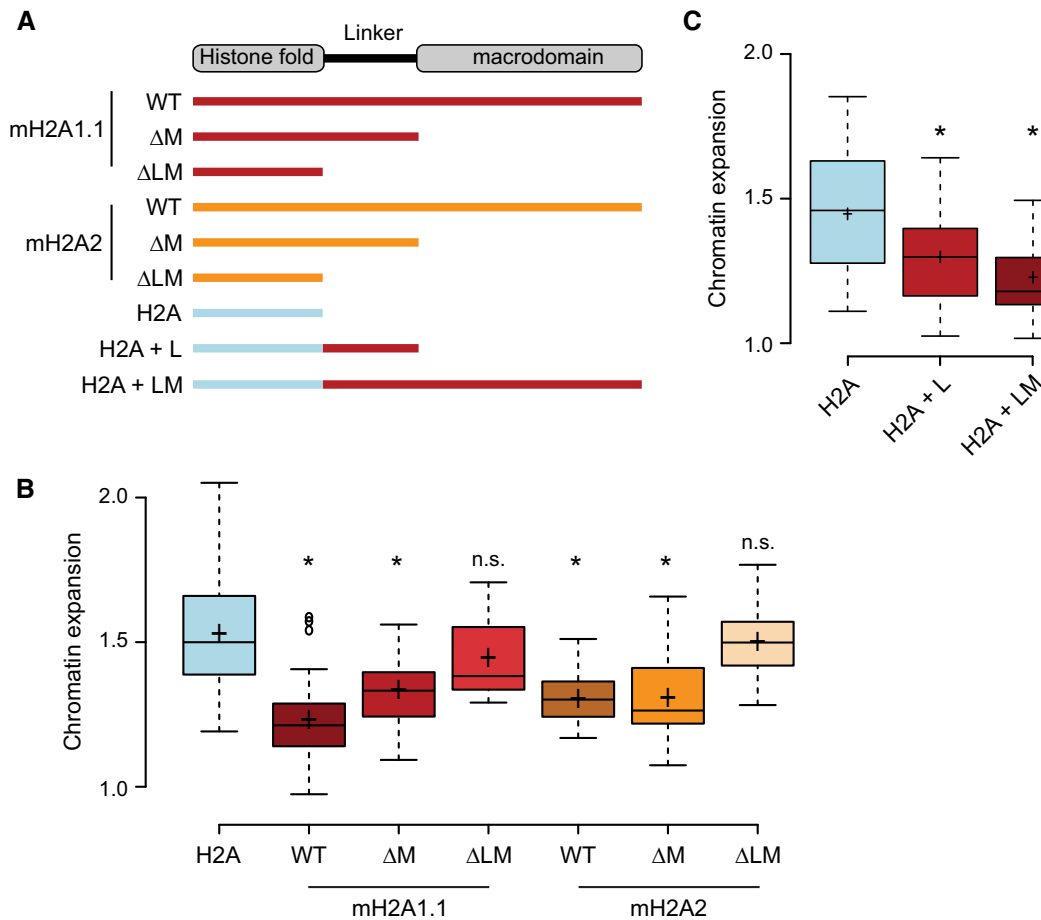 A
Linker
Histone fold
macrodomain
mH2A1.1
WT
ΔM
ΔLM
mH2A2
WT
ΔM
ΔLM
H2A
H2A + L
H2A + LM
C
Chromatin expansion
2.0
1.5
1.0
*
*
H2A
H2A + L
H2A + LM
B
Chromatin expansion
2.0
1.5
1.0
*
*
n.s.
*
*
n.s.
H2A
WT
ΔM
ΔLM
WT
ΔM
ΔLM
mH2A1.1
mH2A2